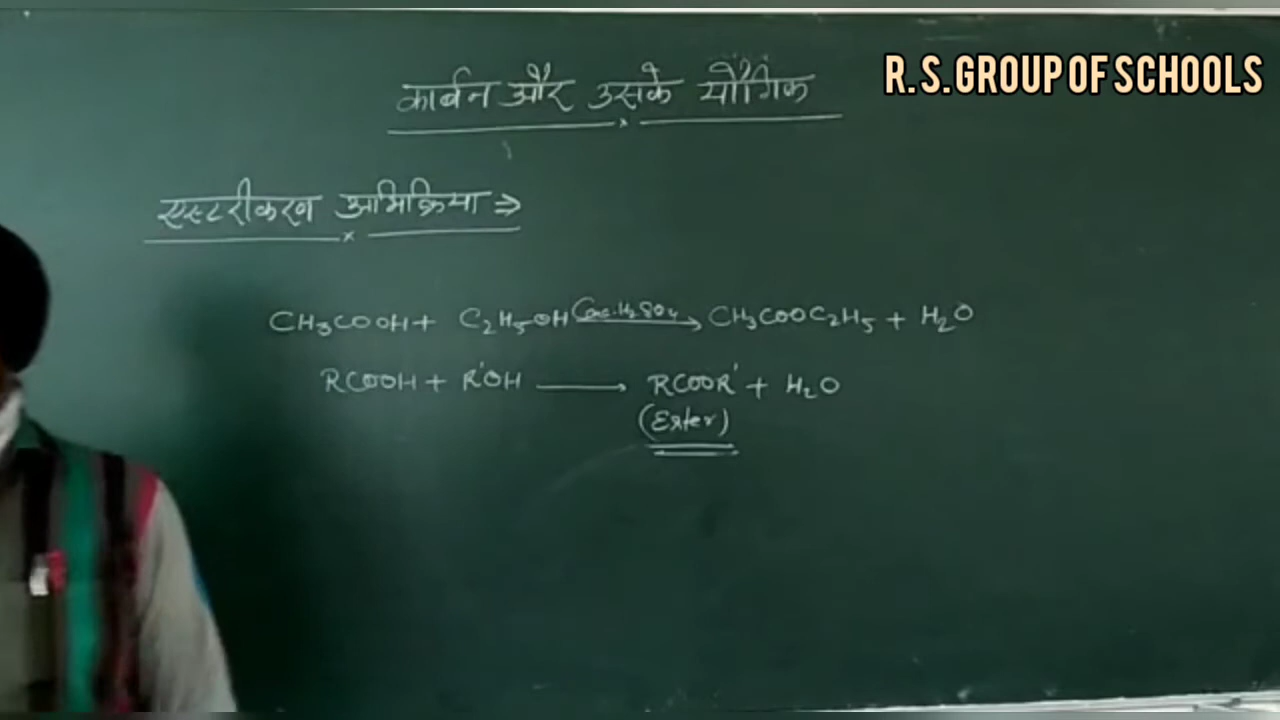 R. S. GROUP OF SCHOOLS
कार्बन और उसके यौगिक
एस्टरीकरण अभिक्रिया ⇒
CH₃COOH + C₂H₅OH Conc. H₂SO₄ → CH₃COOC₂H₅ + H₂O
RCOOH + R'OH → RCOOR' + H₂O
(Ester)